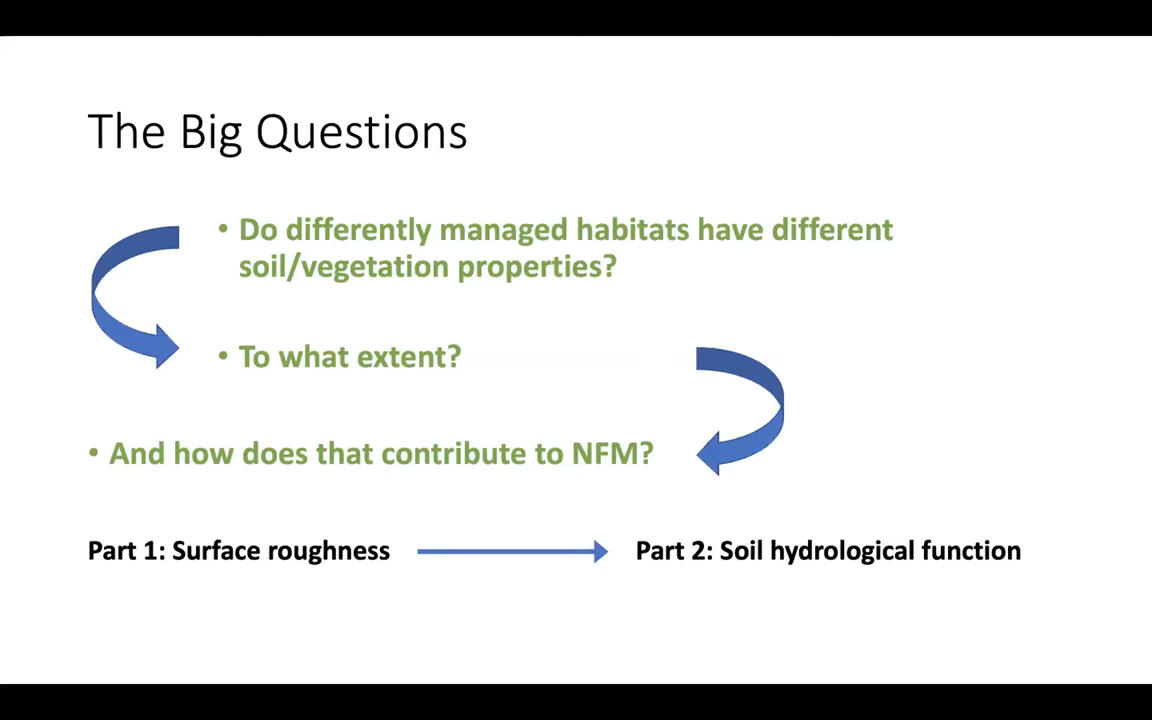 The Big Questions
• Do differently managed habitats have different
soil/vegetation properties?
• To what extent?
• And how does that contribute to NFM?
Part 1: Surface roughness
Part 2: Soil hydrological function